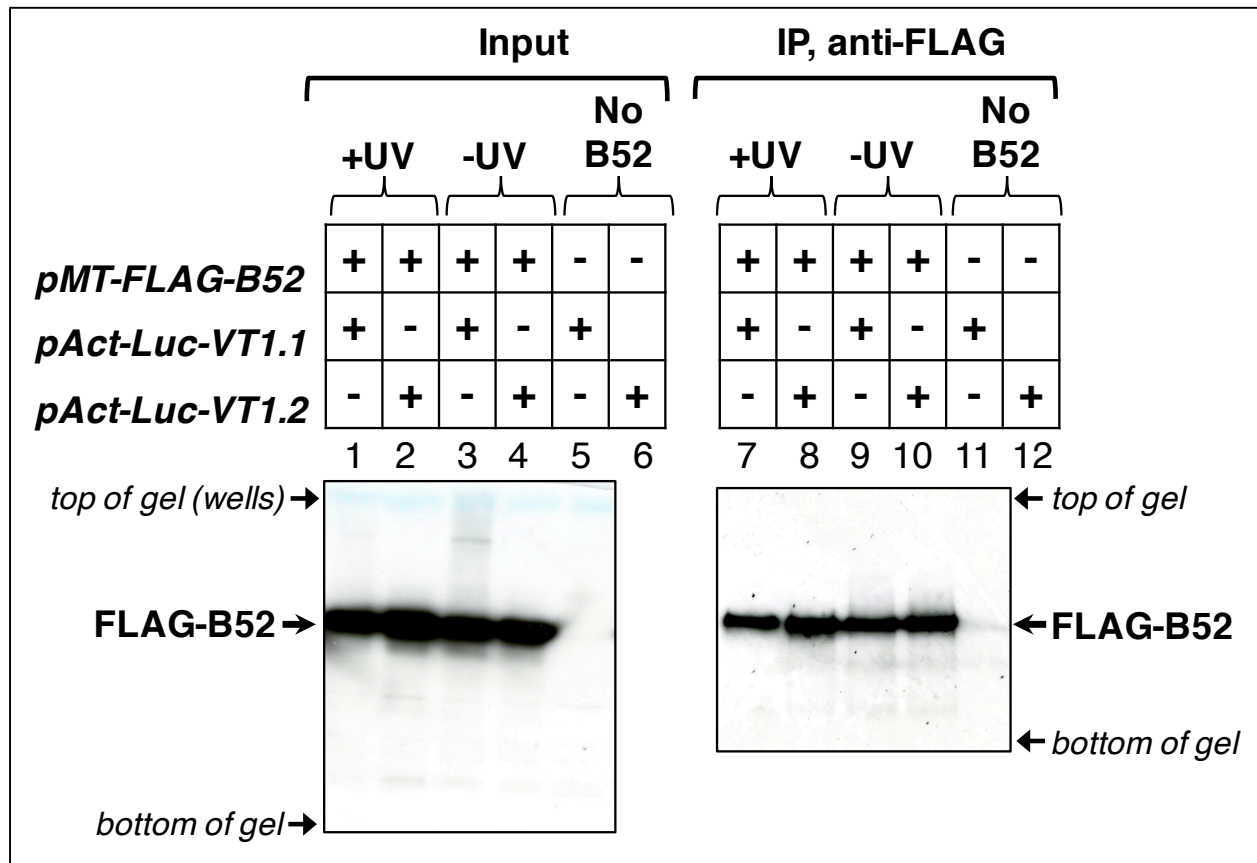 Input IP, anti-FLAG
+UV -UV No B52 +UV -UV No B52
pMT-FLAG-B52 + + + + - - + + + + - -
pAct-Luc-VT1.1 + - + - + + - + - +
pAct-Luc-VT1.2 - + - + - + - + - + - +
1 2 3 4 5 6 7 8 9 10 11 12
top of gel (wells) top of gel
FLAG-B52 FLAG-B52
bottom of gel
bottom of gel